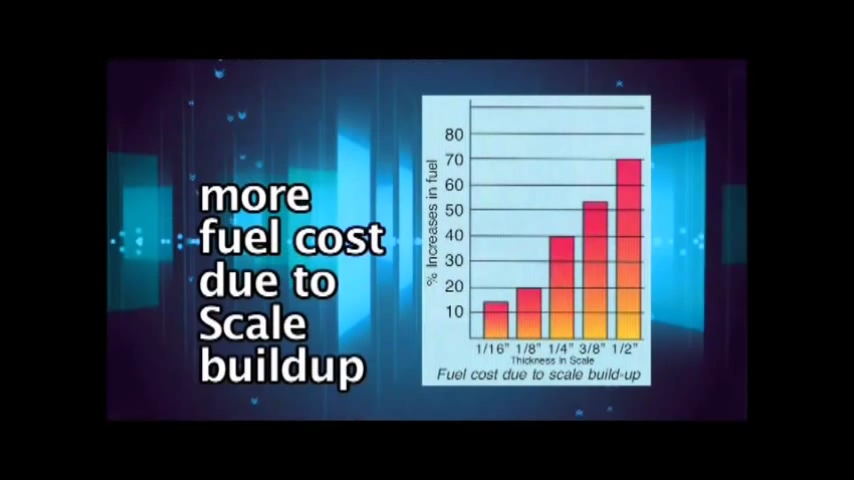 more
fuel cost
due to
Scale
buildup
% Increases in fuel
80
70
60
50
40
30
20
10
1/16" 1/8" 1/4" 3/8" 1/2"
Thickness In Scale
Fuel cost due to scale build-up